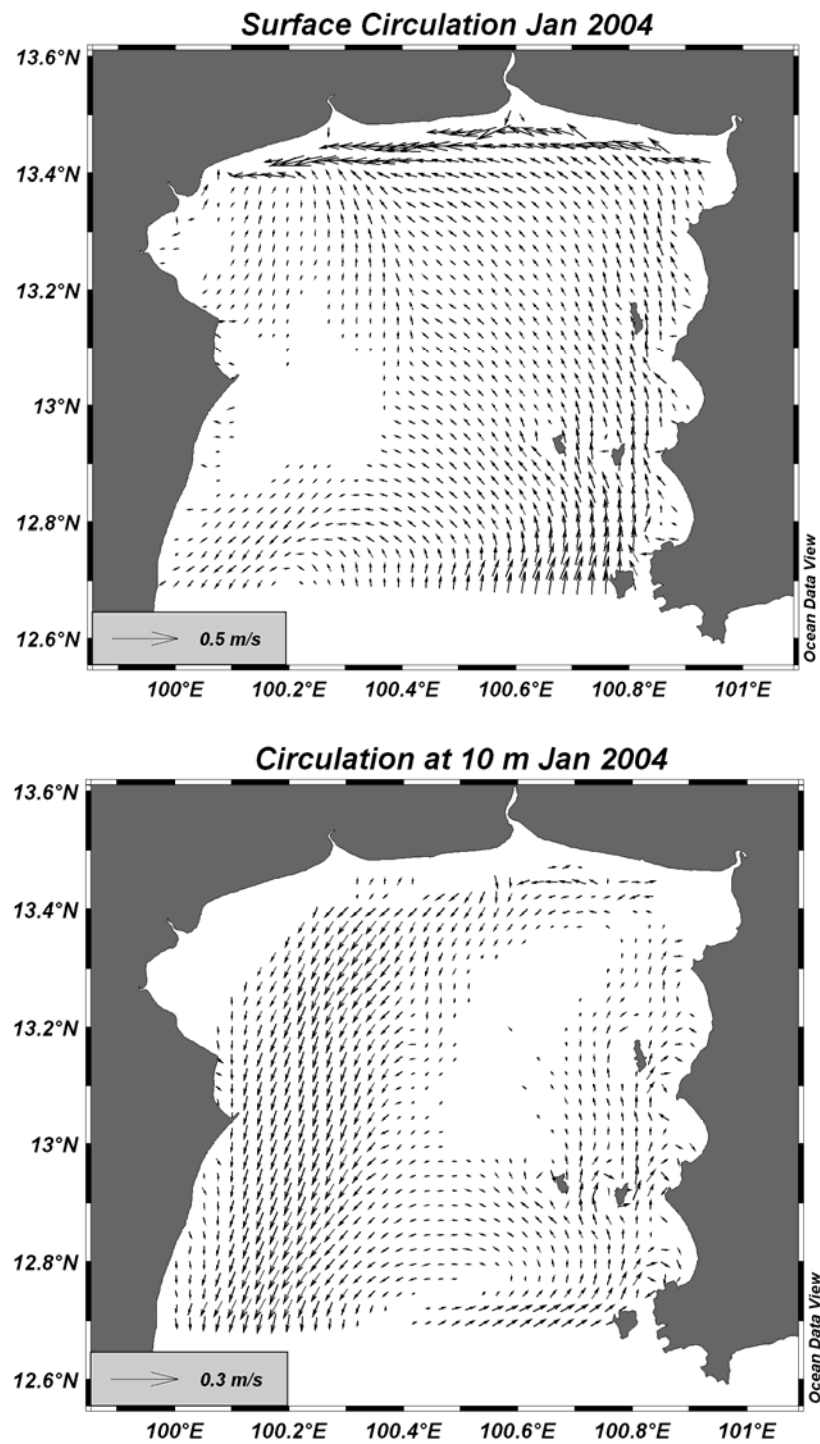 Surface Circulation Jan 2004
13.6°N
13.4°N
13.2°N
13°N
12.8°N
12.6°N
0.5 m/s
Ocean Data View
100°E 100.2°E 100.4°E 100.6°E 100.8°E 101°E
Circulation at 10 m Jan 2004
13.6°N
13.4°N
13.2°N
13°N
12.8°N
12.6°N
0.3 m/s
Ocean Data View
100°E 100.2°E 100.4°E 100.6°E 100.8°E 101°E